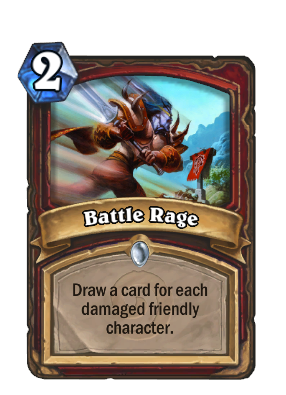 2
Battle Rage
Draw a card for each
damaged friendly
character.